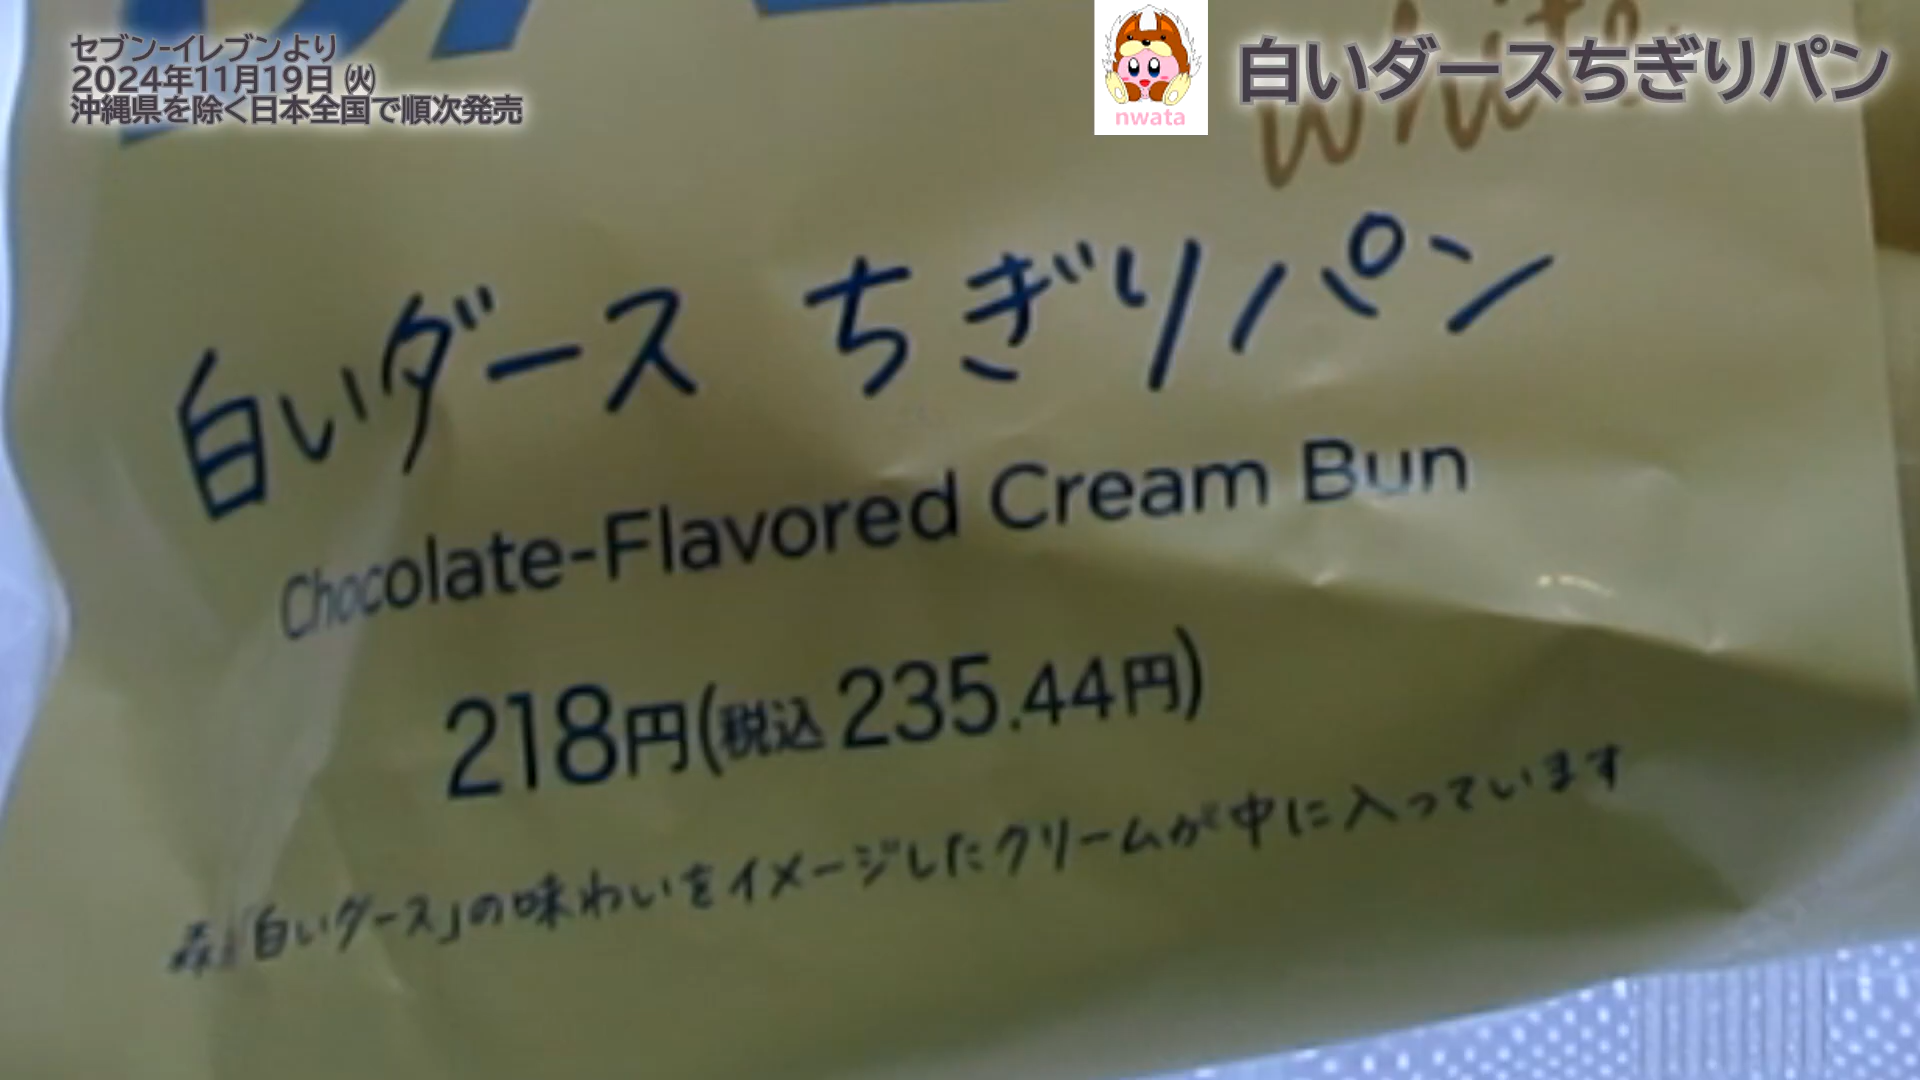 セブン-イレブンより
2024年11月19日 ㈫
沖縄県を除く日本全国で順次発売
nwata
白いダースちぎりパン
white
白いダース ちぎりパン
Chocolate-Flavored Cream Bun
218円(税込 235.44円)
「白いダース」の味わいをイメージしたクリームが中に入っています